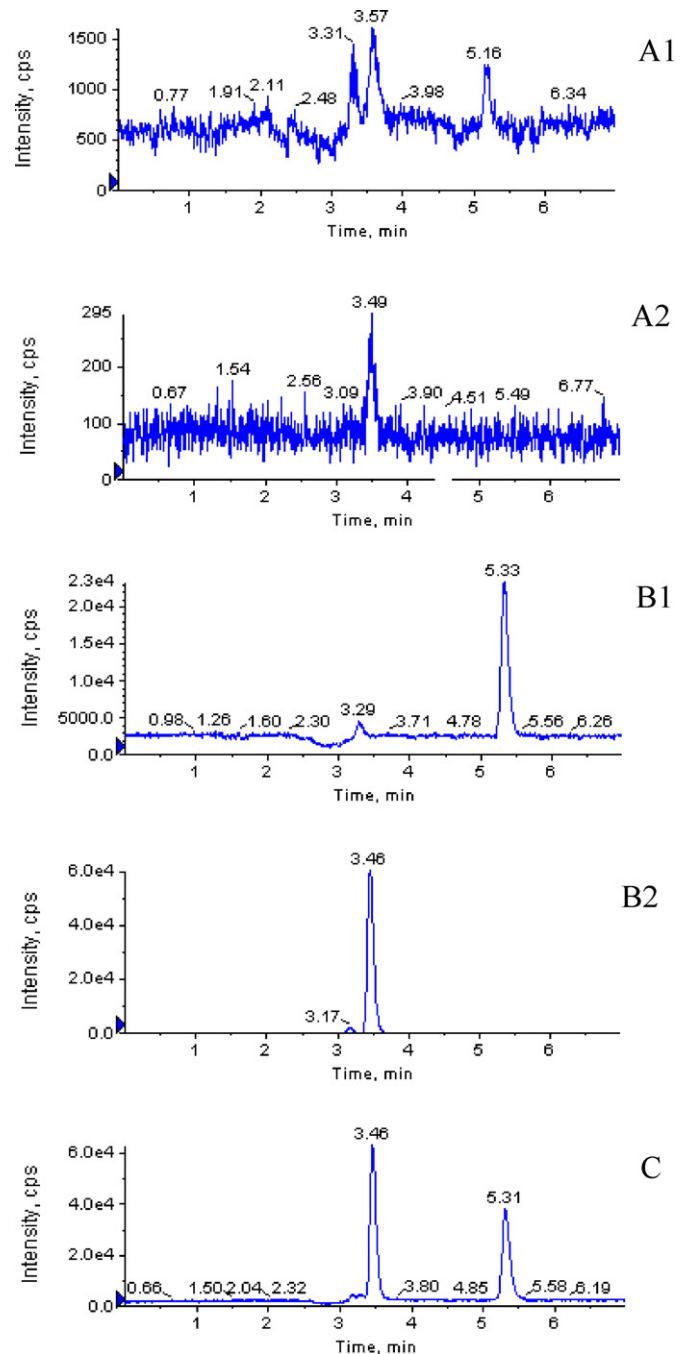 A1
Intensity, cps
1500
1000
500
0
0.77
1.91
2.11
2.48
3.31
3.57
3.98
5.16
6.34
1 2 3 4 5 6
Time, min
A2
Intensity, cps
295
200
100
0
0.67
1.54
2.56
3.09
3.49
3.90
4.51
5.49
6.77
1 2 3 4 5 6
Time, min
B1
Intensity, cps
2.3e4
2.0e4
1.5e4
1.0e4
5000.0
0.0
0.98
1.26
1.60
2.30
3.29
3.71
4.78
5.33
5.56
6.26
1 2 3 4 5 6
Time, min
B2
Intensity, cps
6.0e4
4.0e4
2.0e4
0.0
3.17
3.46
1 2 3 4 5 6
Time, min
C
Intensity, cps
6.0e4
4.0e4
2.0e4
0.0
0.66
1.50
2.04
2.32
3.46
3.80
4.85
5.31
5.58
6.19
1 2 3 4 5 6
Time, min